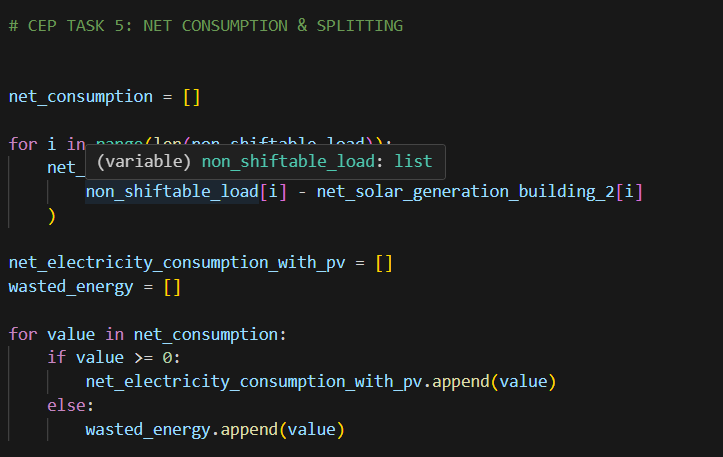 # CEP TASK 5: NET CONSUMPTION & SPLITTING
net_consumption = []
for i in range(len(non_shiftable_load)):
(variable) non_shiftable_load: list
net_
non_shiftable_load[i] - net_solar_generation_building_2[i]
)
net_electricity_consumption_with_pv = []
wasted_energy = []
for value in net_consumption:
if value >= 0:
net_electricity_consumption_with_pv.append(value)
else:
wasted_energy.append(value)